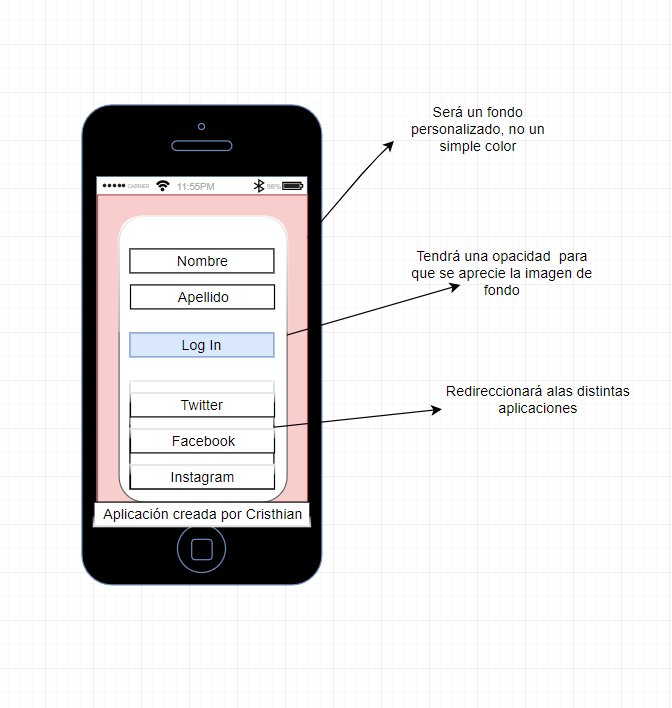 Será un fondo
personalizado, no un
simple color
CARRIER 11:55PM 98%
Nombre
Apellido
Log In
Twitter
Facebook
Instagram
Aplicación creada por Cristhian
Tendrá una opacidad para
que se aprecie la imagen de
fondo
Redireccionará alas distintas
aplicaciones